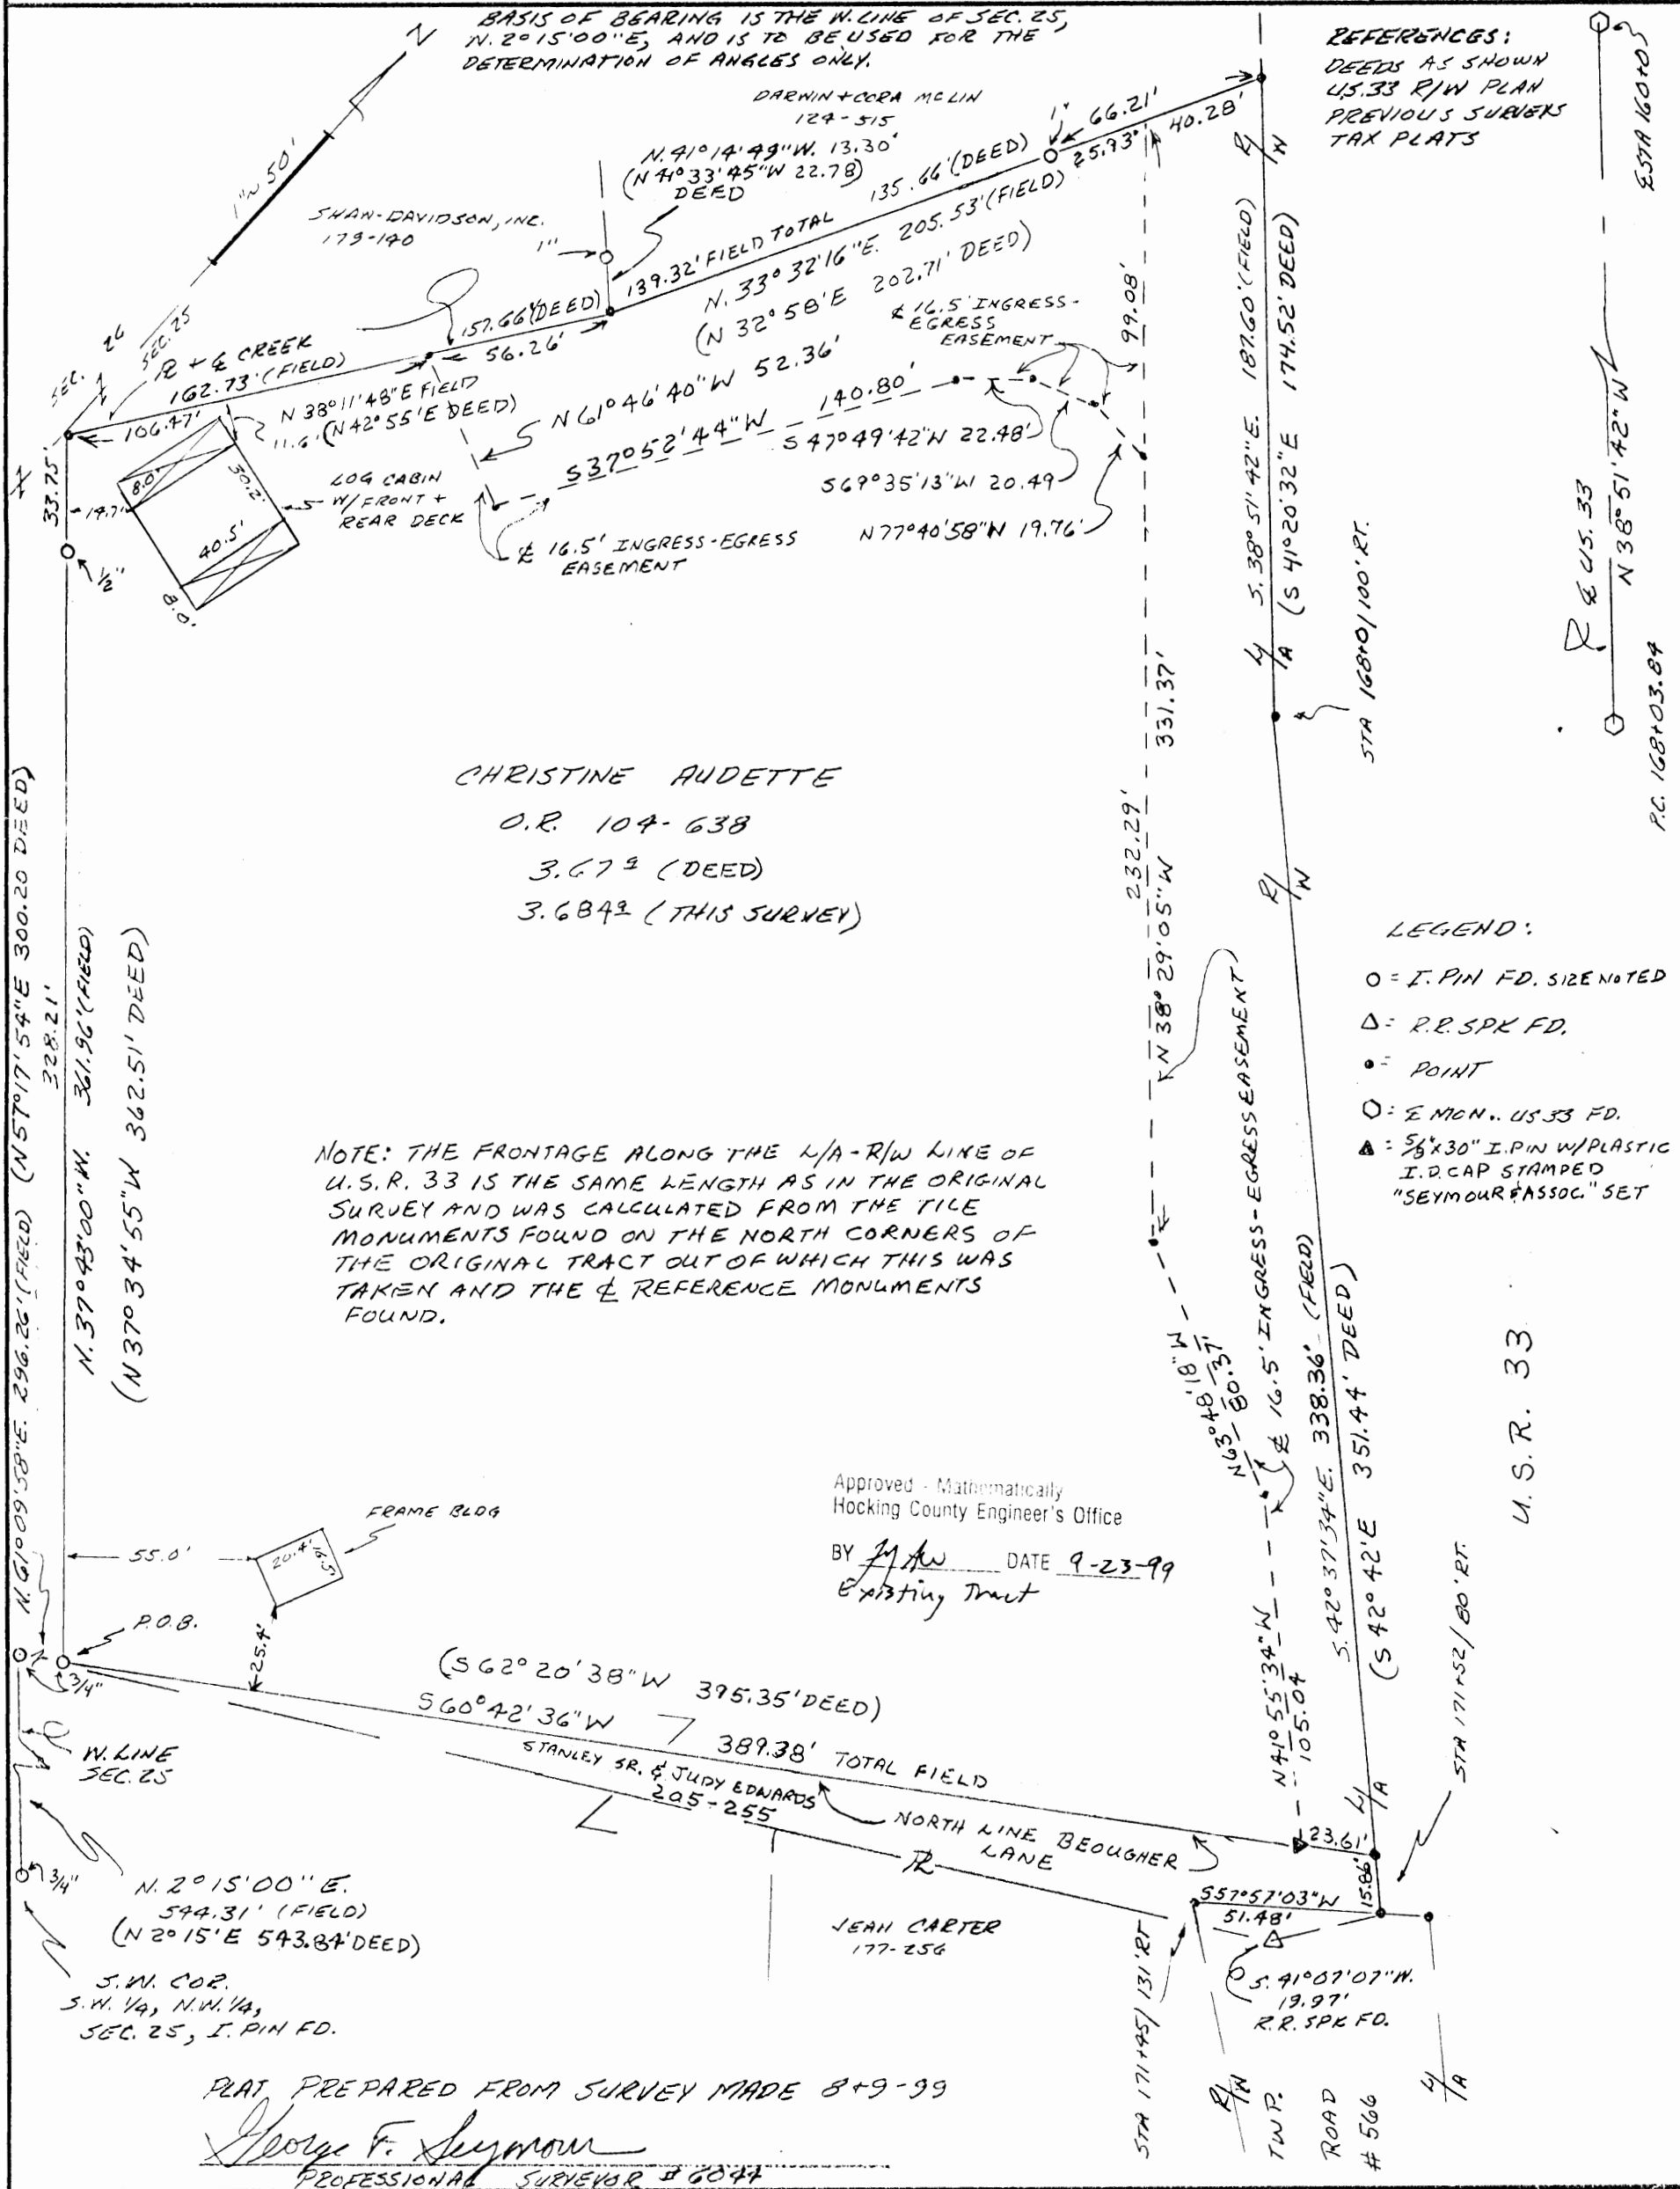 BASIS OF BEARING IS THE W. LINE OF SEC. 25,
N. 2°15'00"E, AND IS TO BE USED FOR THE
DETERMINATION OF ANGLES ONLY.
REFERENCES:
DEEDS AS SHOWN
U.S. 33 R/W PLAN
PREVIOUS SURVEYS
TAX PLATS
N
1"~50'
DARWIN + CORA MCLIN
124-515
N. 41°14'49"W. 13.30'
(N 41°33'45"W 22.78)
DEED
SHAW-DAVIDSON, INC.
179-140
1"
1"
66.21'
25.93'
40.28'
135.66' (DEED)
139.32' FIELD TOTAL
N. 33°32'16"E. 205.53' (FIELD)
(N 32°58'E 202.71' DEED)
SEC. 26
SEC. 25
℄ CREEK
162.73' (FIELD)
157.66' (DEED)
106.47'
56.26'
N 38°11'48"E FIELD
(N 42°55'E DEED)
11.6'
N 61°46'40"W 52.36'
℄ 16.5' INGRESS-
EGRESS
EASEMENT
S 37°52'44"W 140.80'
S 47°49'42"W 22.48'
S 69°35'13"W 20.49
N 77°40'58"W 19.76'
LOG CABIN
W/FRONT +
REAR DECK
8.0'
30.2'
40.5'
8.0'
14.7'
33.75'
1/2"
℄ 16.5' INGRESS-EGRESS
EASEMENT
99.08'
331.37'
232.29'
N 38°29'05"W
R/W
S. 38°51'42"E. 187.60' (FIELD)
(S 41°20'32"E 174.52' DEED)
L/A
STA 168+0/100' RT.
ESTA 160+03
℄ U.S. 33
N 38°51'42"W
P.C. 168+03.84
CHRISTINE AUDETTE
O.R. 104-638
3.67ª (DEED)
3.684ª (THIS SURVEY)
R/W
LEGEND:
O = I. PIN FD. SIZE NOTED
△ = R.R. SPK FD.
• = POINT
⬡ = ℄ MON.. US 33 FD.
▲ = 5/8"x30" I.PIN W/PLASTIC
I.D. CAP STAMPED
"SEYMOUR & ASSOC." SET
N. 61°09'58"E. 296.26' (FIELD) (N 57°17'54"E 300.20 DEED)
328.21'
N. 37°43'00"W. 361.96' (FIELD)
(N 37°34'55"W 362.51' DEED)
NOTE: THE FRONTAGE ALONG THE L/A-R/W LINE OF
U.S.R. 33 IS THE SAME LENGTH AS IN THE ORIGINAL
SURVEY AND WAS CALCULATED FROM THE TILE
MONUMENTS FOUND ON THE NORTH CORNERS OF
THE ORIGINAL TRACT OUT OF WHICH THIS WAS
TAKEN AND THE ℄ REFERENCE MONUMENTS
FOUND.
N 63°48'18"W
80.37'
℄ 16.5' INGRESS-EGRESS EASEMENT
S. 42°37'34"E. 338.36' (FIELD)
(S 42°42'E 351.44' DEED)
U.S.R. 33
Approved - Mathematically
Hocking County Engineer's Office
BY DATE 9-23-99
Existing Tract
FRAME BLDG
20.4'
16.5'
55.0'
25.4'
P.O.B.
3/4"
(S 62°20'38"W 395.35' DEED)
S 60°42'36"W 389.38' TOTAL FIELD
STANLEY SR. & JUDY EDWARDS
205-255
NORTH LINE BEOUGHER
LANE
N 41°55'34"W
105.04
L/A
STA 171+52/80' RT.
23.61'
15.86'
W. LINE
SEC. 25
3/4"
N. 2°15'00"E.
544.31' (FIELD)
(N 2°15'E 543.84' DEED)
S.W. COR.
S.W. 1/4, N.W. 1/4,
SEC. 25, I. PIN FD.
JEAN CARTER
177-256
S 57°57'03"W
51.48'
S. 41°07'07"W.
19.97'
R.R. SPK FD.
STA 171+45/131' RT
R/W
TWP.
ROAD
# 566
L/A
PLAT PREPARED FROM SURVEY MADE 8+9-99
George F. Seymour
PROFESSIONAL SURVEYOR # 6044